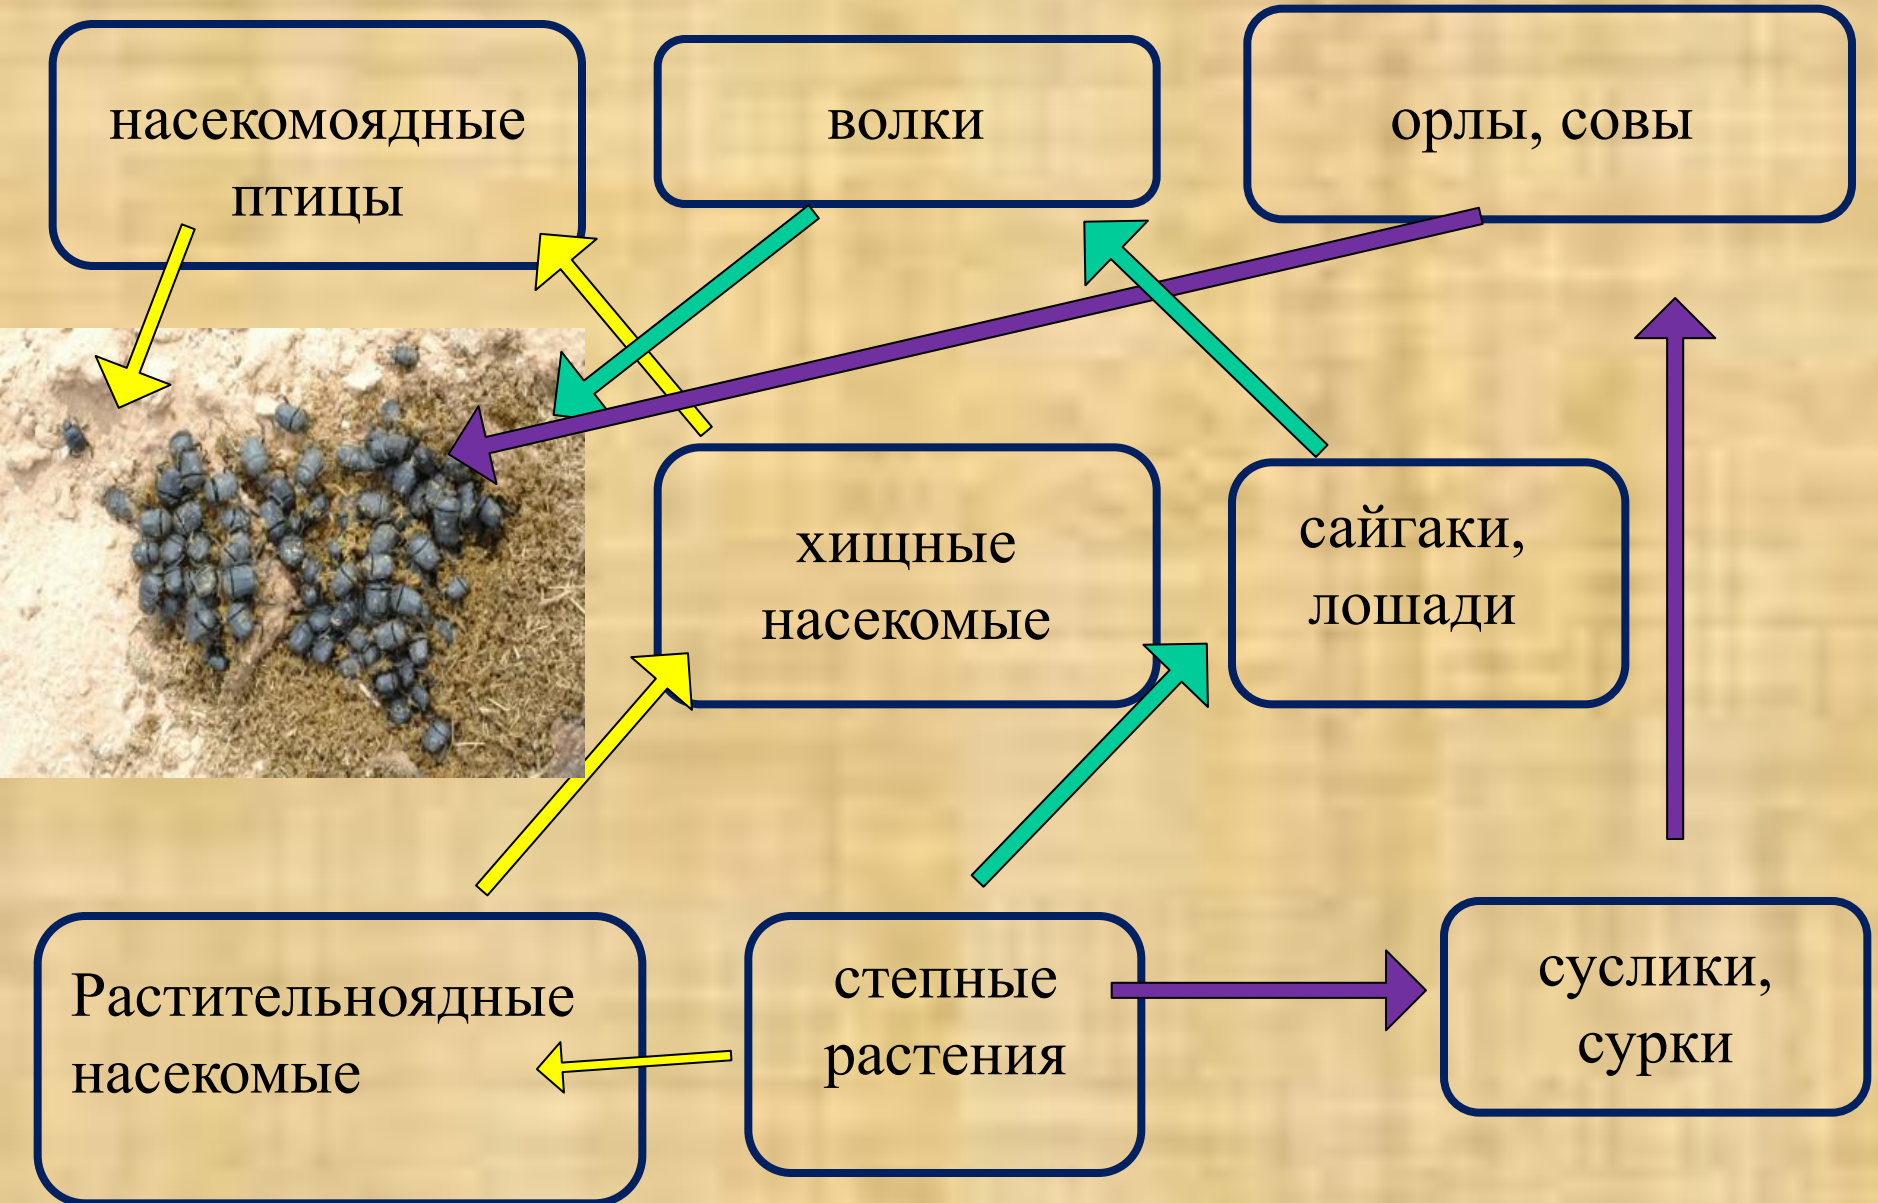 насекомоядные
птицы
волки
орлы, совы
хищные
насекомые
сайгаки,
лошади
Растительноядные
насекомые
степные
растения
суслики,
сурки